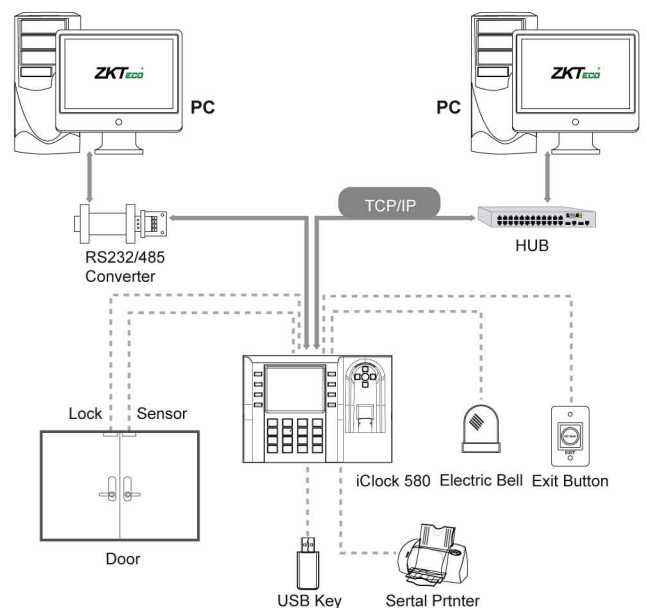 ZKTeco
ZKTeco
PC
PC
TCP/IP
RS232/485
Converter
HUB
Lock
Sensor
iClock 580
Electric Bell
Exit Button
EXIT
Door
USB Key
Sertal Prtnter